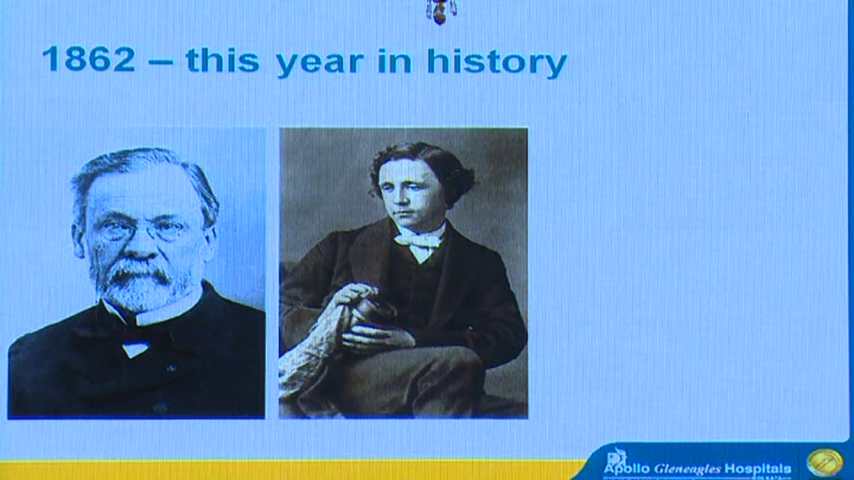 1862 – this year in history
Apollo Gleneagles Hospitals